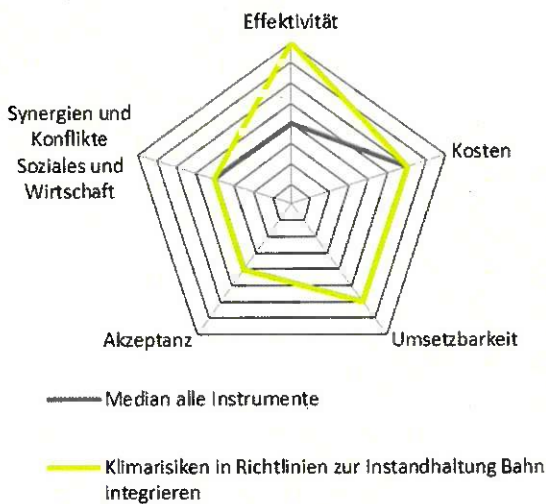 Effektivität
Synergien und
Konflikte
Soziales und
Wirtschaft
Kosten
Akzeptanz
Umsetzbarkeit
Median alle Instrumente
Klimarisiken in Richtlinien zur Instandhaltung Bahn
integrieren